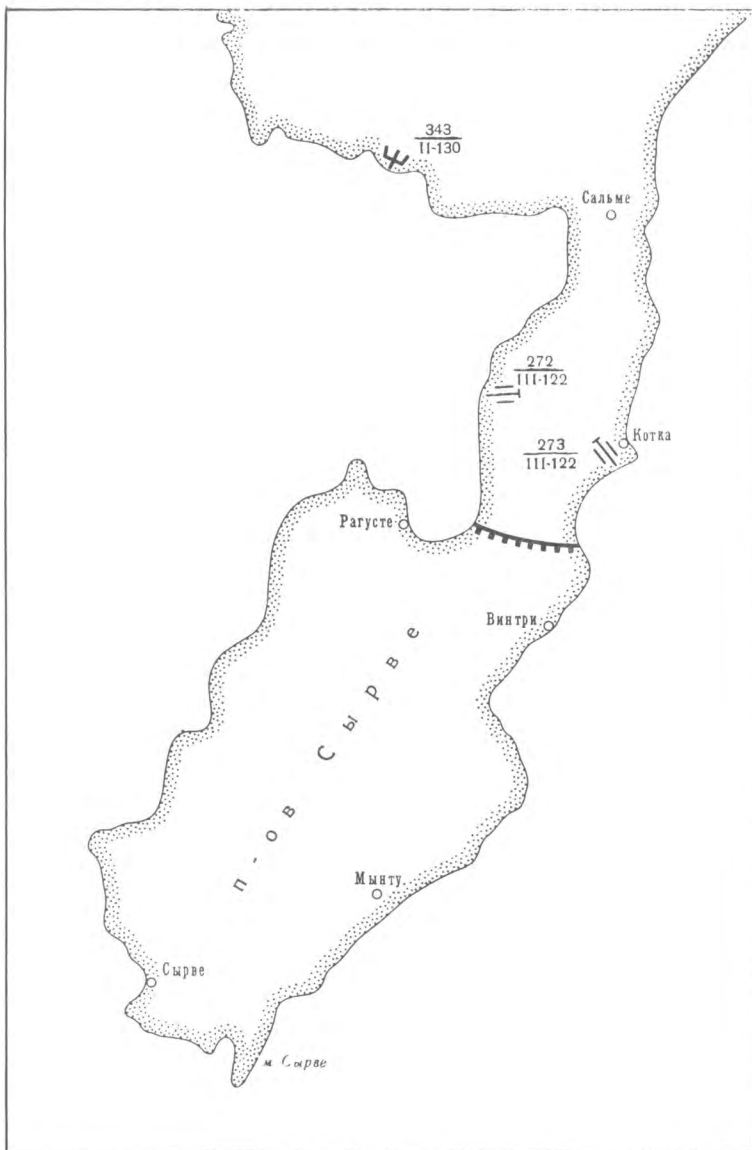 343
II-130
Сальме
272
III-122
Котка
273
III-122
Рагусте
Винтри
п-ов Сырве
Мынту.
Сырве
м Сырве